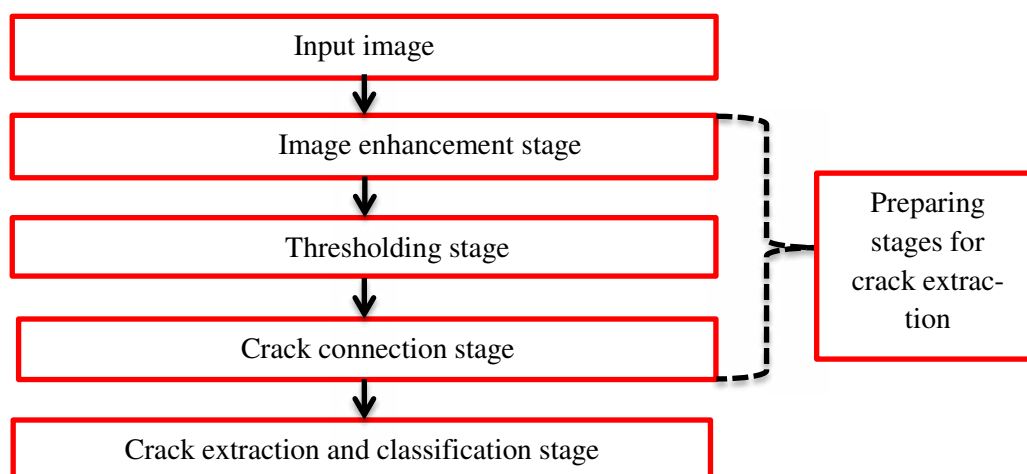 Input image
Image enhancement stage
Thresholding stage
Crack connection stage
Crack extraction and classification stage
Preparing
stages for
crack extrac-
tion